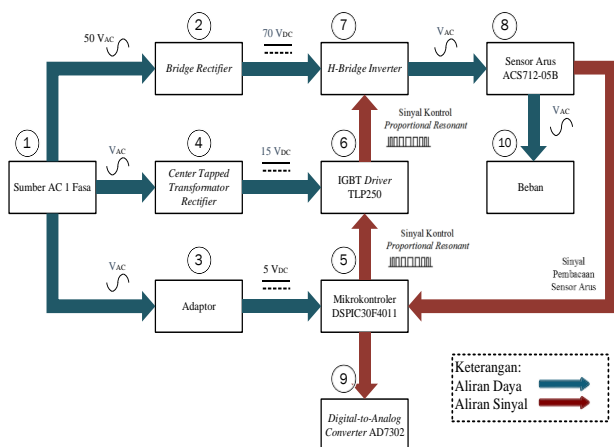 2
7
8
50 VAC
70 VDC
VAC
Bridge Rectifier
H-Bridge Inverter
Sensor Arus
ACS712-05B
Sinyal Kontrol
Proportional Resonant
VAC
1
4
6
10
VAC
15 VDC
Sumber AC 1 Fasa
Center Tapped
Transformator
Rectifier
IGBT Driver
TLP250
Beban
Sinyal Kontrol
Proportional Resonant
3
5
VAC
5 VDC
Sinyal
Pembacaan
Sensor Arus
Adaptor
Mikrokontroler
DSPIC30F4011
9
Keterangan:
Aliran Daya
Aliran Sinyal
Digital-to-Analog
Converter AD7302